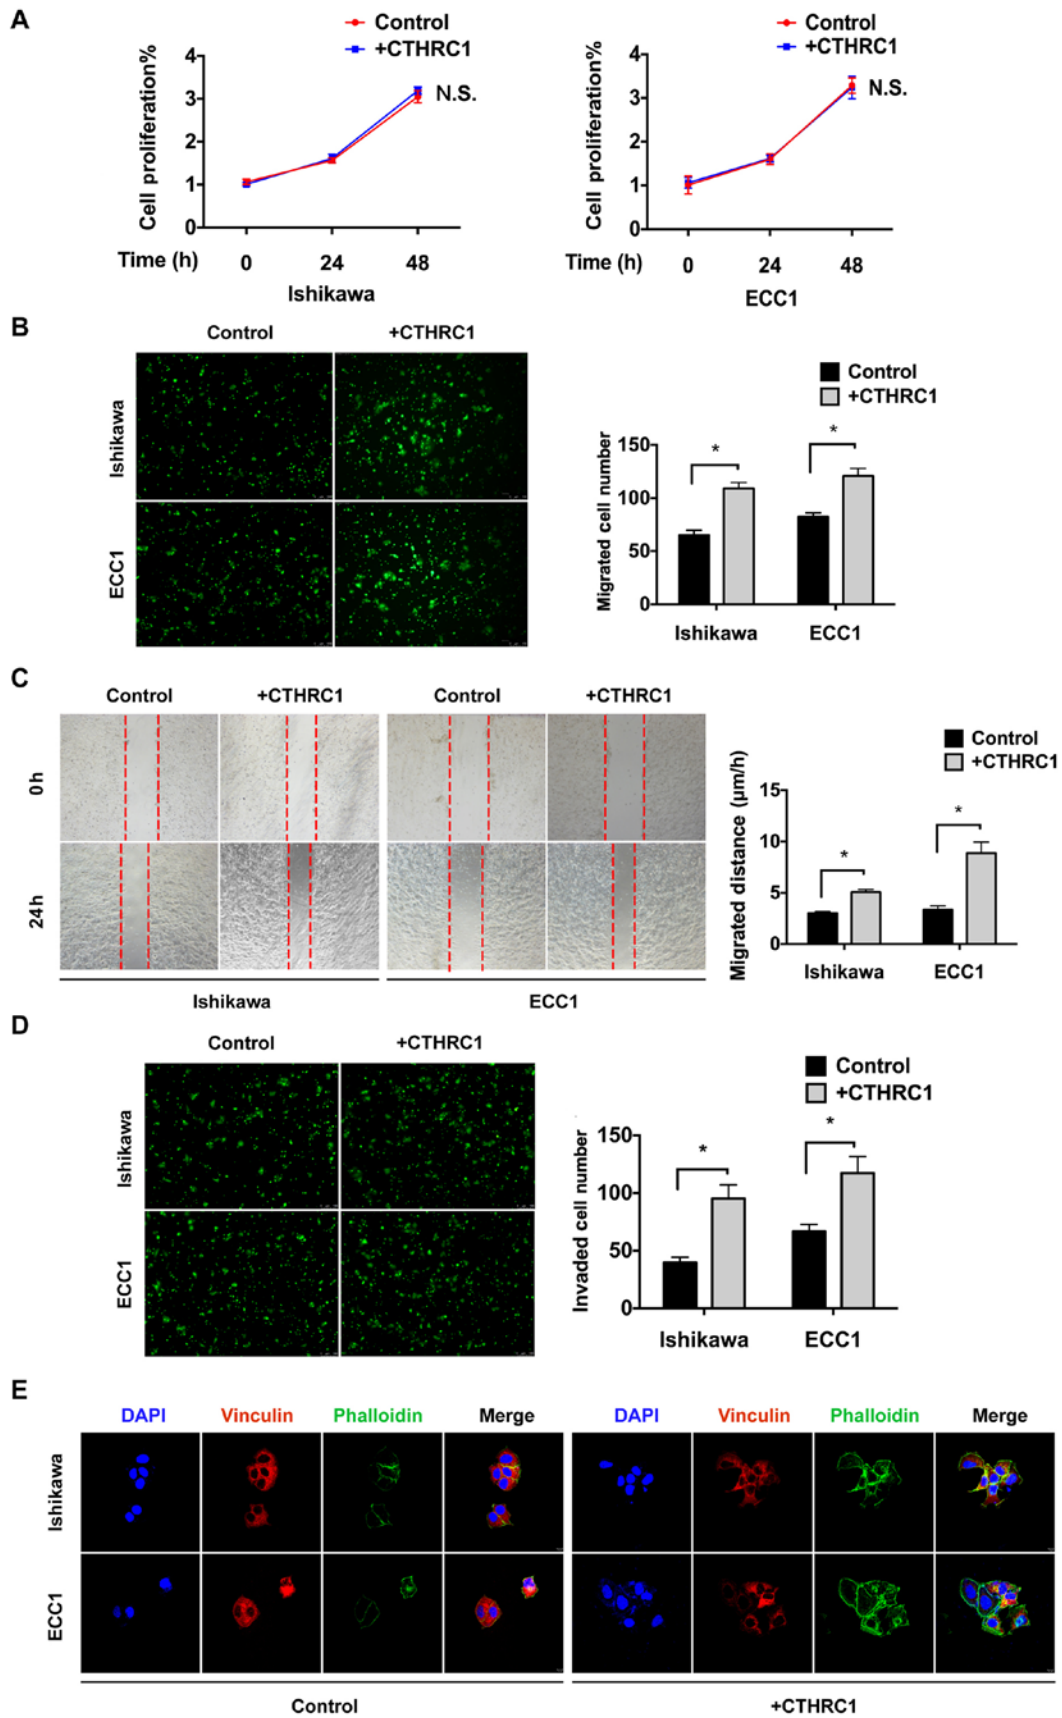 A
Control
+CTHRC1
Cell proliferation%
4
3
2
1
0
N.S.
Time (h)
0
24
48
Ishikawa
Control
+CTHRC1
Cell proliferation%
4
3
2
1
0
N.S.
Time (h)
0
24
48
ECC1
B
Control
+CTHRC1
Ishikawa
ECC1
Control
+CTHRC1
Migrated cell number
150
100
50
0
*
*
Ishikawa
ECC1
C
Control
+CTHRC1
Control
+CTHRC1
0h
24h
Ishikawa
ECC1
Control
+CTHRC1
Migrated distance (μm/h)
15
10
5
0
*
*
Ishikawa
ECC1
D
Control
+CTHRC1
Ishikawa
ECC1
Control
+CTHRC1
Invaded cell number
150
100
50
0
*
*
Ishikawa
ECC1
E
DAPI
Vinculin
Phalloidin
Merge
DAPI
Vinculin
Phalloidin
Merge
Ishikawa
ECC1
Control
+CTHRC1